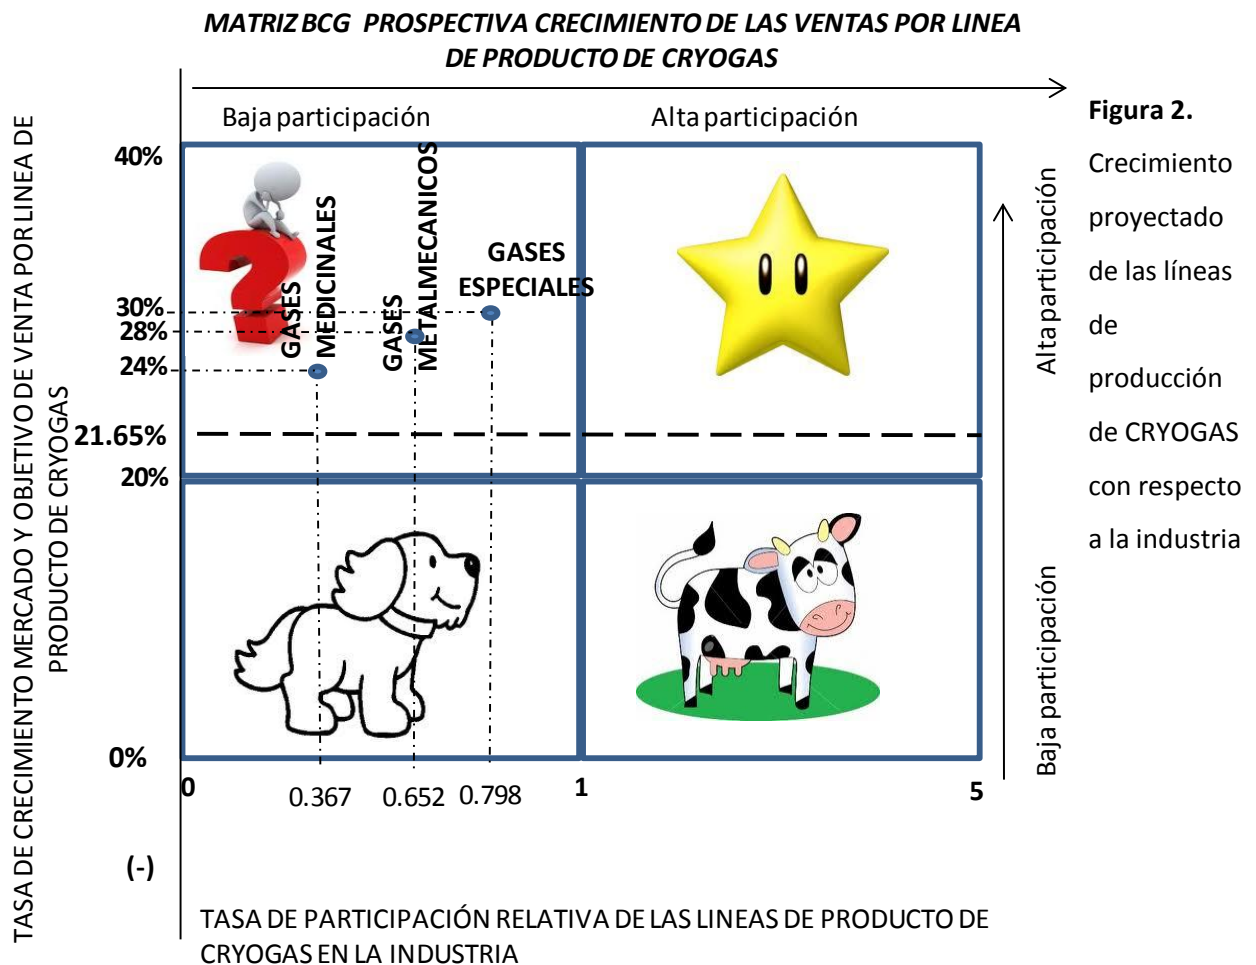 MATRIZ BCG PROSPECTIVA CRECIMIENTO DE LAS VENTAS POR LINEA
DE PRODUCTO DE CRYOGAS
Baja participación
Alta participación
TASA DE CRECIMIENTO MERCADO Y OBJETIVO DE VENTA POR LINEA DE
PRODUCTO DE CRYOGAS
40%
30%
28%
24%
21.65%
20%
0%
(-)
GASES
MEDICINALES
GASES
METALMECANICOS
GASES
ESPECIALES
Alta participación
Baja participación
0
0.367
0.652
0.798
1
5
TASA DE PARTICIPACIÓN RELATIVA DE LAS LINEAS DE PRODUCTO DE
CRYOGAS EN LA INDUSTRIA
Figura 2.
Crecimiento
proyectado
de las líneas
de
producción
de CRYOGAS
con respecto
a la industria